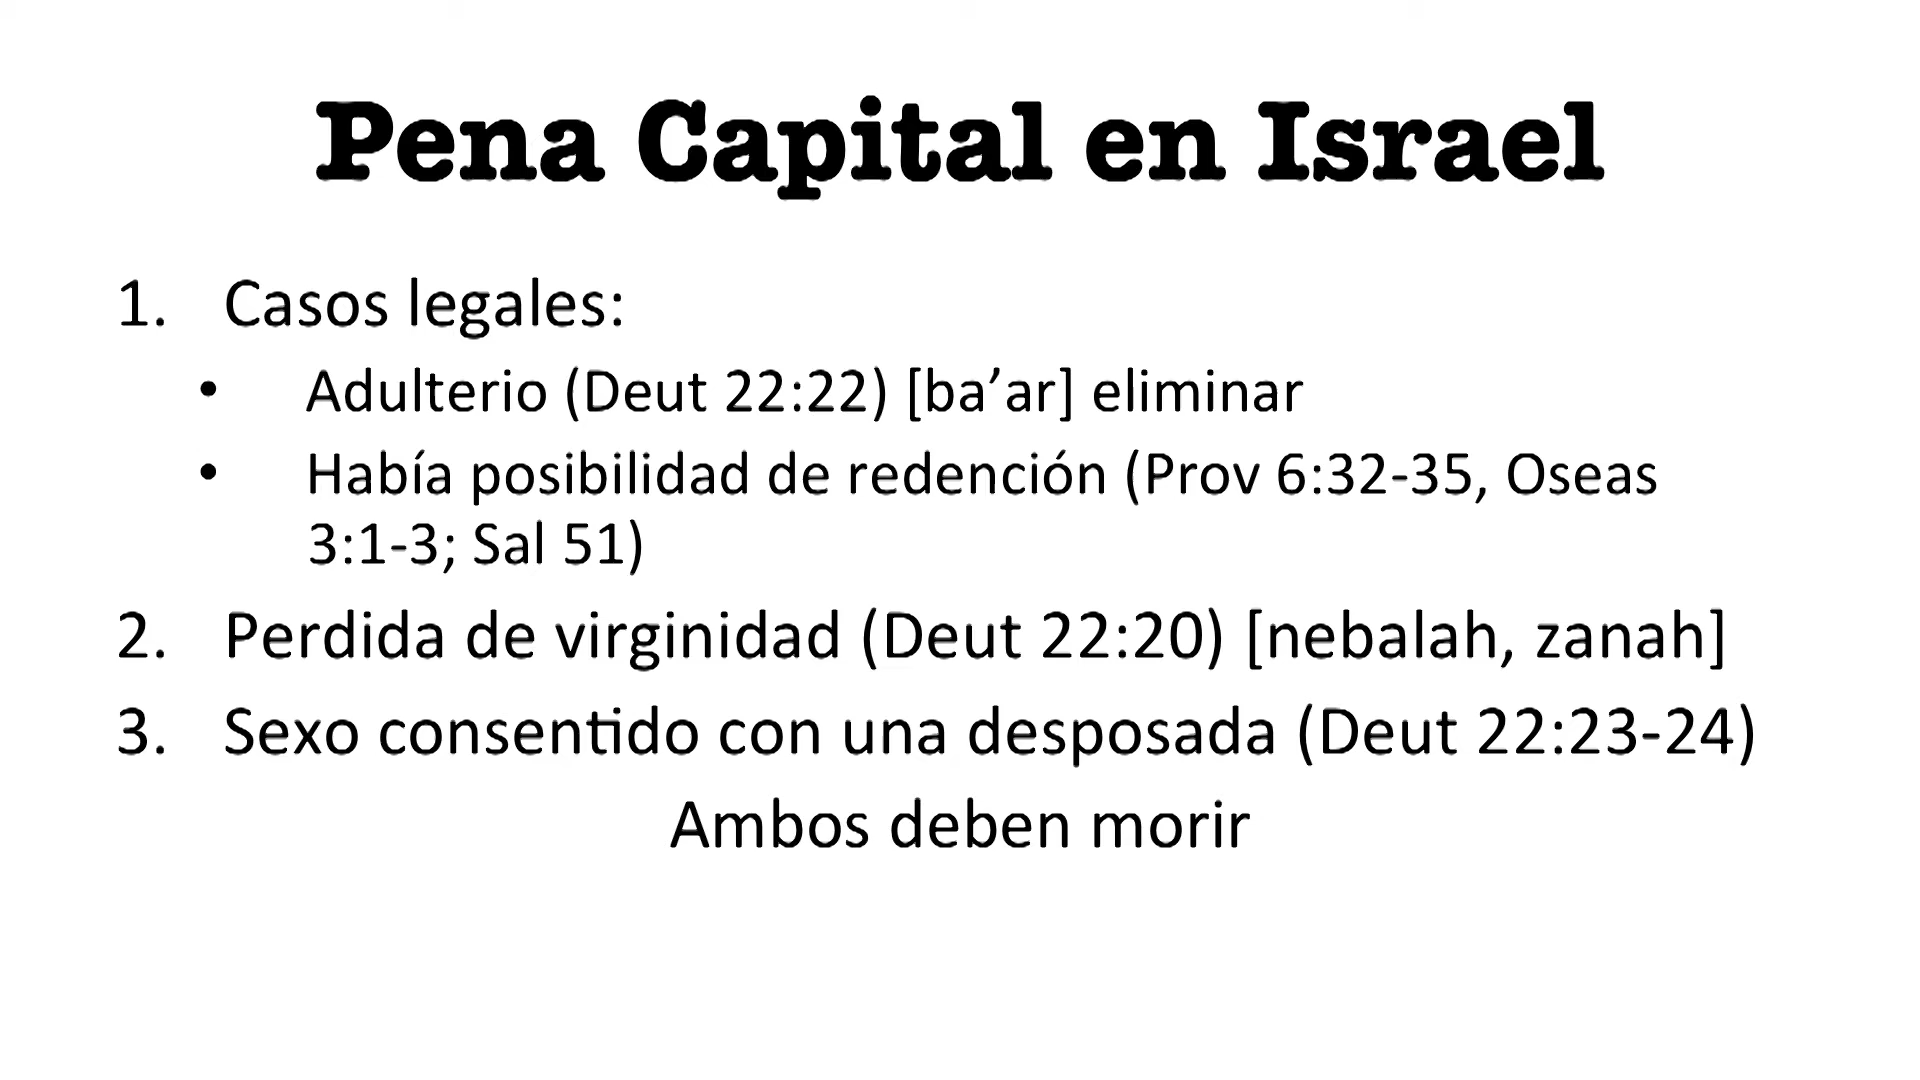 Pena Capital en Israel
1. Casos legales:
• Adulterio (Deut 22:22) [ba’ar] eliminar
• Había posibilidad de redención (Prov 6:32-35, Oseas
3:1-3; Sal 51)
2. Perdida de virginidad (Deut 22:20) [nebalah, zanah]
3. Sexo consentido con una desposada (Deut 22:23-24)
Ambos deben morir